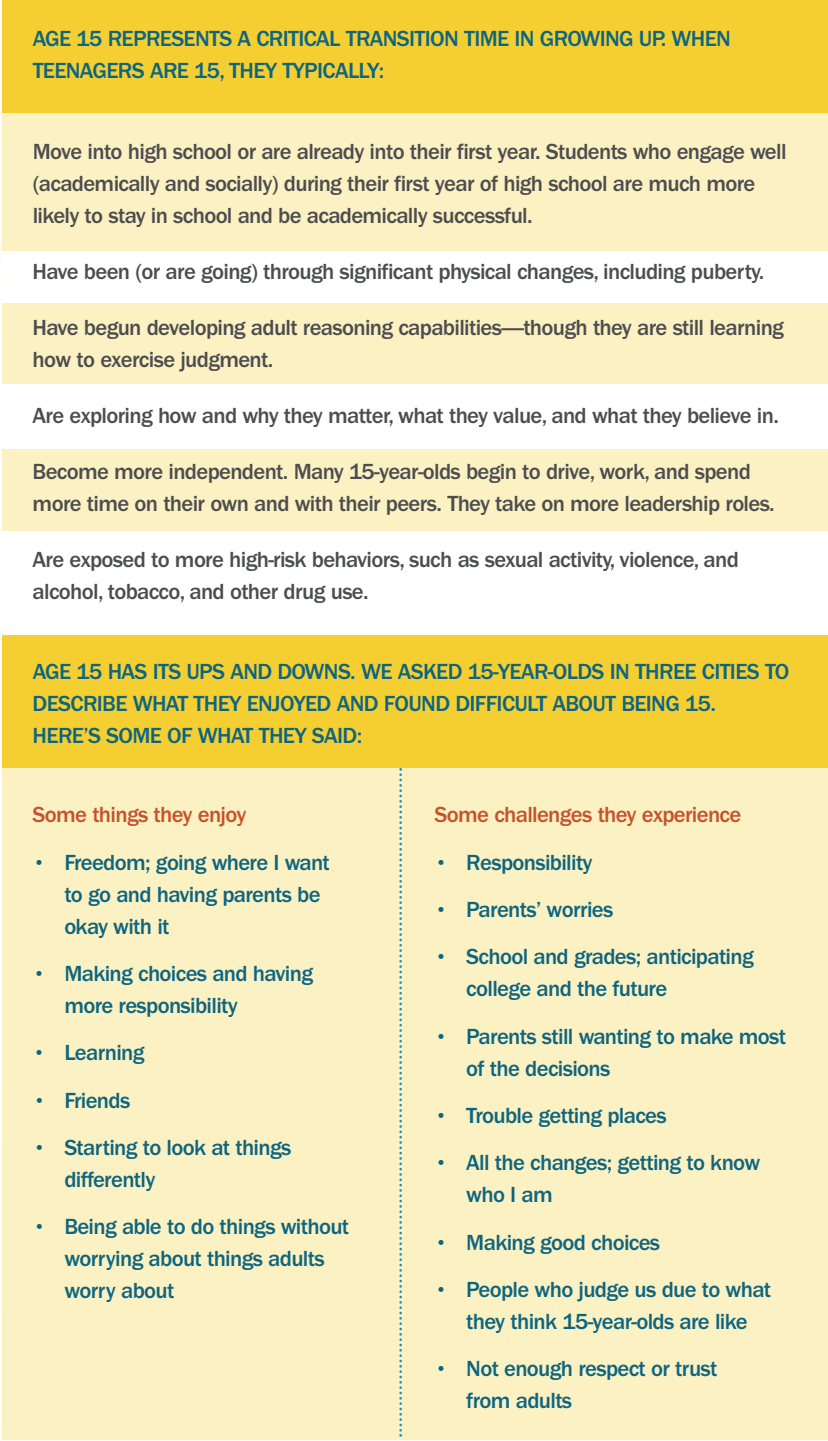 AGE 15 REPRESENTS A CRITICAL TRANSITION TIME IN GROWING UP. WHEN
TEENAGERS ARE 15, THEY TYPICALLY:
Move into high school or are already into their first year. Students who engage well
(academically and socially) during their first year of high school are much more
likely to stay in school and be academically successful.
Have been (or are going) through significant physical changes, including puberty.
Have begun developing adult reasoning capabilities—though they are still learning
how to exercise judgment.
Are exploring how and why they matter, what they value, and what they believe in.
Become more independent. Many 15-year-olds begin to drive, work, and spend
more time on their own and with their peers. They take on more leadership roles.
Are exposed to more high-risk behaviors, such as sexual activity, violence, and
alcohol, tobacco, and other drug use.
AGE 15 HAS ITS UPS AND DOWNS. WE ASKED 15-YEAR-OLDS IN THREE CITIES TO
DESCRIBE WHAT THEY ENJOYED AND FOUND DIFFICULT ABOUT BEING 15.
HERE'S SOME OF WHAT THEY SAID:
Some things they enjoy
• Freedom; going where I want
to go and having parents be
okay with it
• Making choices and having
more responsibility
• Learning
• Friends
• Starting to look at things
differently
• Being able to do things without
worrying about things adults
worry about
Some challenges they experience
• Responsibility
• Parents' worries
• School and grades; anticipating
college and the future
• Parents still wanting to make most
of the decisions
• Trouble getting places
• All the changes; getting to know
who I am
• Making good choices
• People who judge us due to what
they think 15-year-olds are like
• Not enough respect or trust
from adults